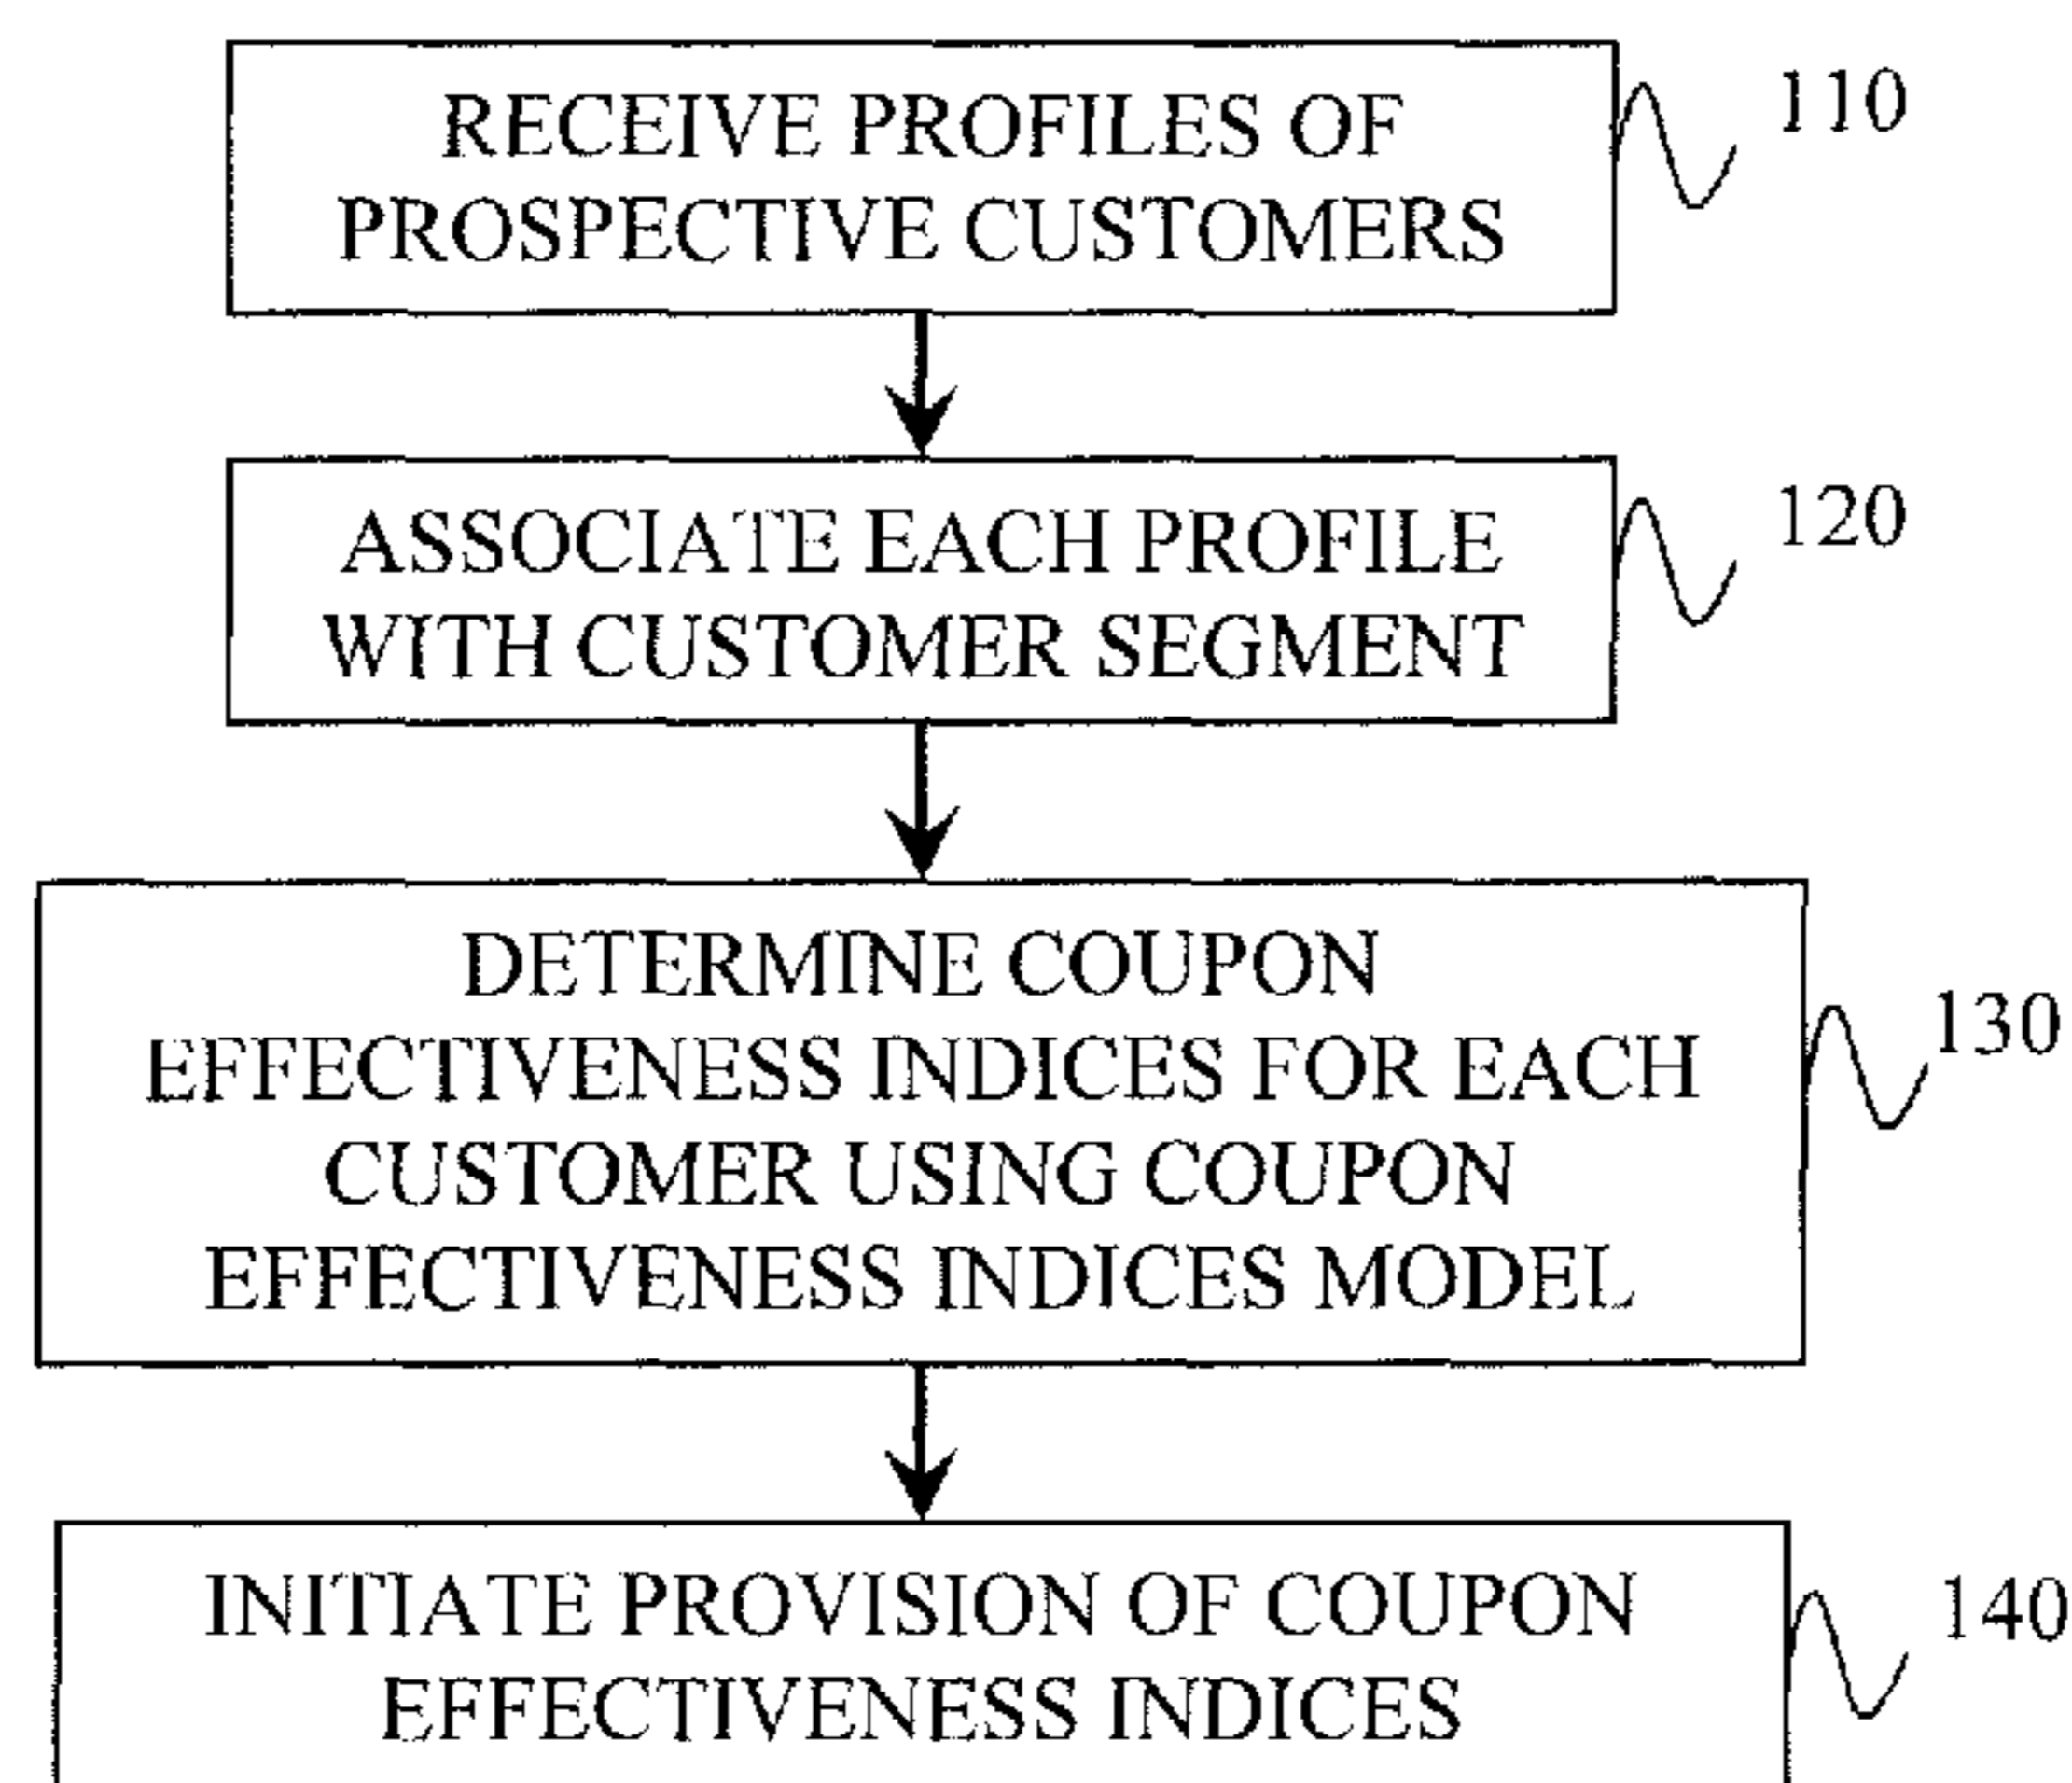 RECEIVE PROFILES OF
PROSPECTIVE CUSTOMERS
110
ASSOCIATE EACH PROFILE
WITH CUSTOMER SEGMENT
120
DETERMINE COUPON
EFFECTIVENESS INDICES FOR EACH
CUSTOMER USING COUPON
EFFECTIVENESS INDICES MODEL
130
INITIATE PROVISION OF COUPON
EFFECTIVENESS INDICES
140